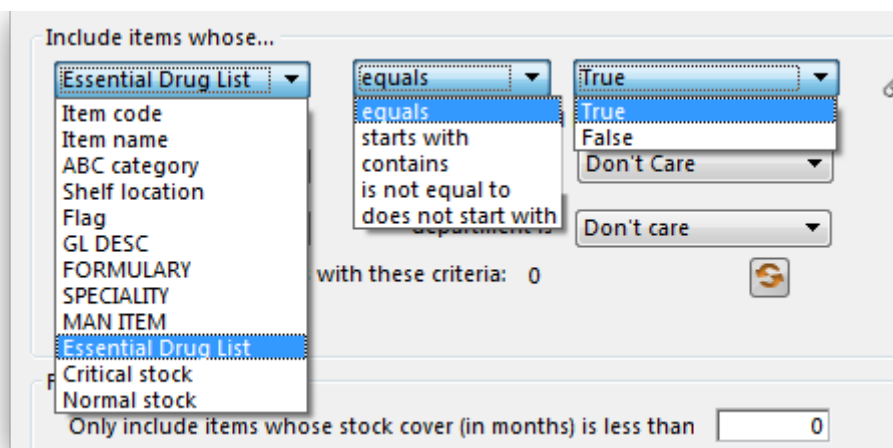 Include items whose...
Essential Drug List equals True
Item code
Item name
ABC category
Shelf location
Flag
GL DESC
FORMULARY
SPECIALITY
MAN ITEM
Essential Drug List
Critical stock
Normal stock
equals
starts with
contains
is not equal to
does not start with
True
False
Don't Care
department is Don't care
with these criteria: 0
Only include items whose stock cover (in months) is less than 0